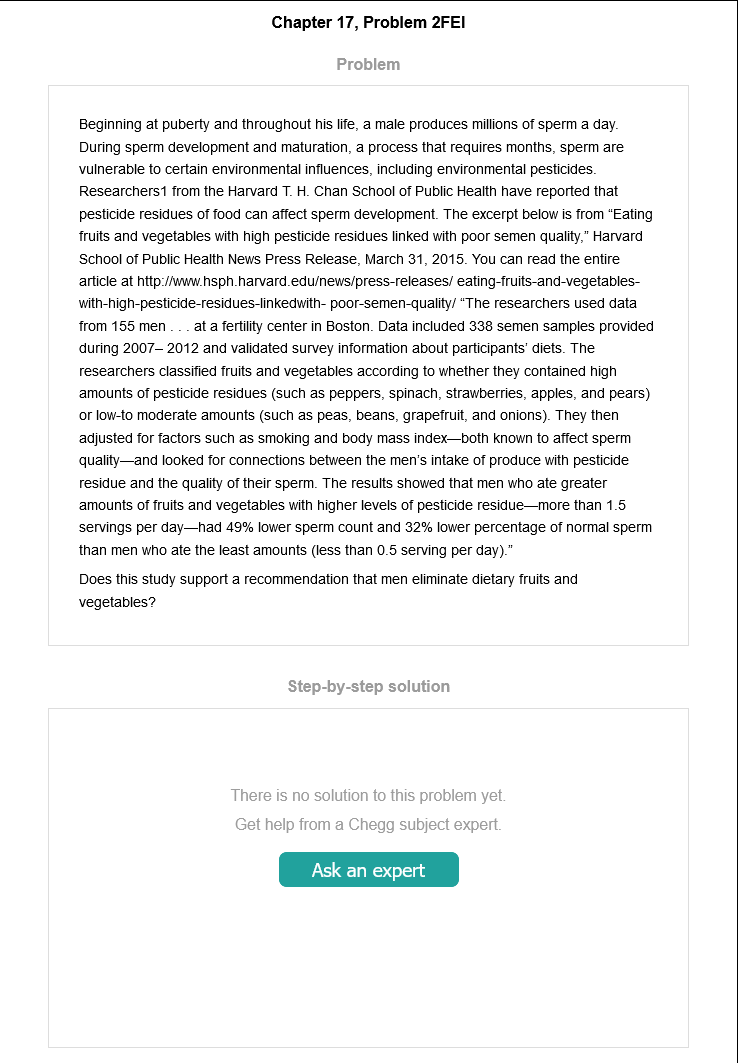 Chapter 17, Problem 2FEI
Problem
Beginning at puberty and throughout his life, a male produces millions of sperm a day.
During sperm development and maturation, a process that requires months, sperm are
vulnerable to certain environmental influences, including environmental pesticides.
Researchers1 from the Harvard T. H. Chan School of Public Health have reported that
pesticide residues of food can affect sperm development. The excerpt below is from “Eating
fruits and vegetables with high pesticide residues linked with poor semen quality,” Harvard
School of Public Health News Press Release, March 31, 2015. You can read the entire
article at http://www.hsph.harvard.edu/news/press-releases/ eating-fruits-and-vegetables-
with-high-pesticide-residues-linkedwith- poor-semen-quality/ “The researchers used data
from 155 men . . . at a fertility center in Boston. Data included 338 semen samples provided
during 2007– 2012 and validated survey information about participants’ diets. The
researchers classified fruits and vegetables according to whether they contained high
amounts of pesticide residues (such as peppers, spinach, strawberries, apples, and pears)
or low-to moderate amounts (such as peas, beans, grapefruit, and onions). They then
adjusted for factors such as smoking and body mass index—both known to affect sperm
quality—and looked for connections between the men’s intake of produce with pesticide
residue and the quality of their sperm. The results showed that men who ate greater
amounts of fruits and vegetables with higher levels of pesticide residue—more than 1.5
servings per day—had 49% lower sperm count and 32% lower percentage of normal sperm
than men who ate the least amounts (less than 0.5 serving per day).”
Does this study support a recommendation that men eliminate dietary fruits and
vegetables?
Step-by-step solution
There is no solution to this problem yet.
Get help from a Chegg subject expert.
Ask an expert